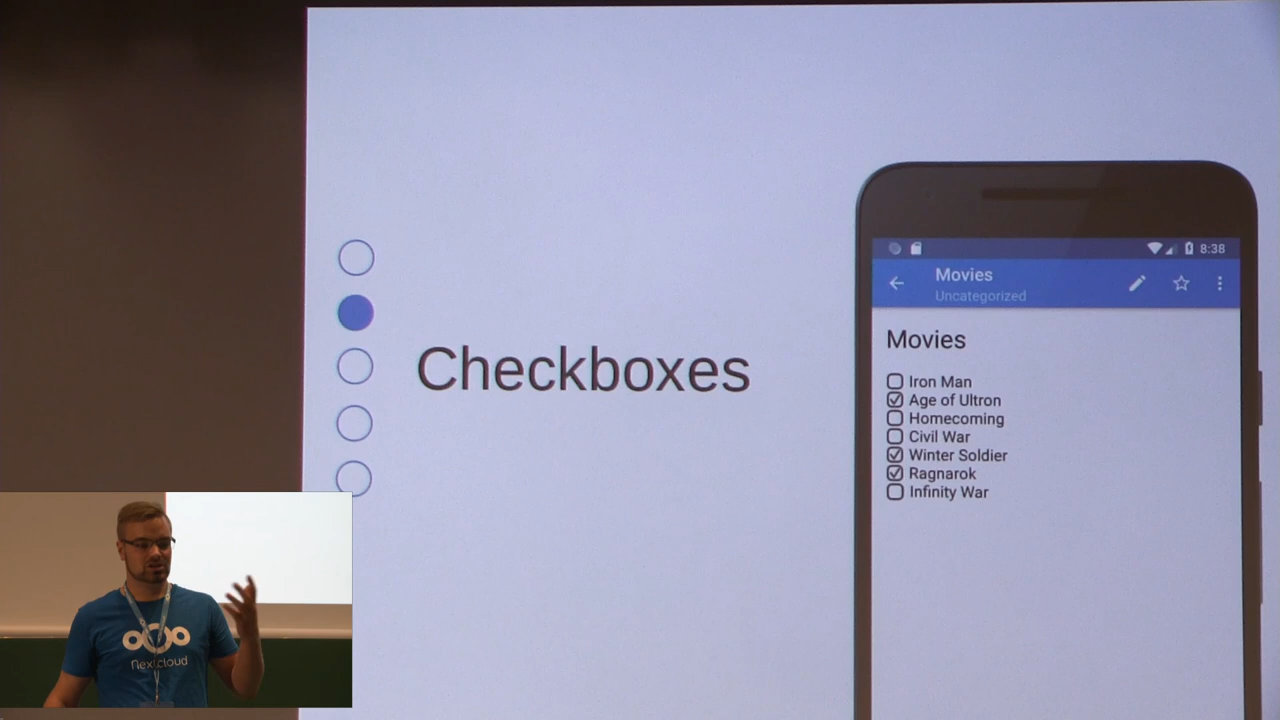 Checkboxes
8:38
Movies
Uncategorized
Movies
Iron Man
Age of Ultron
Homecoming
Civil War
Winter Soldier
Ragnarok
Infinity War
Nextcloud